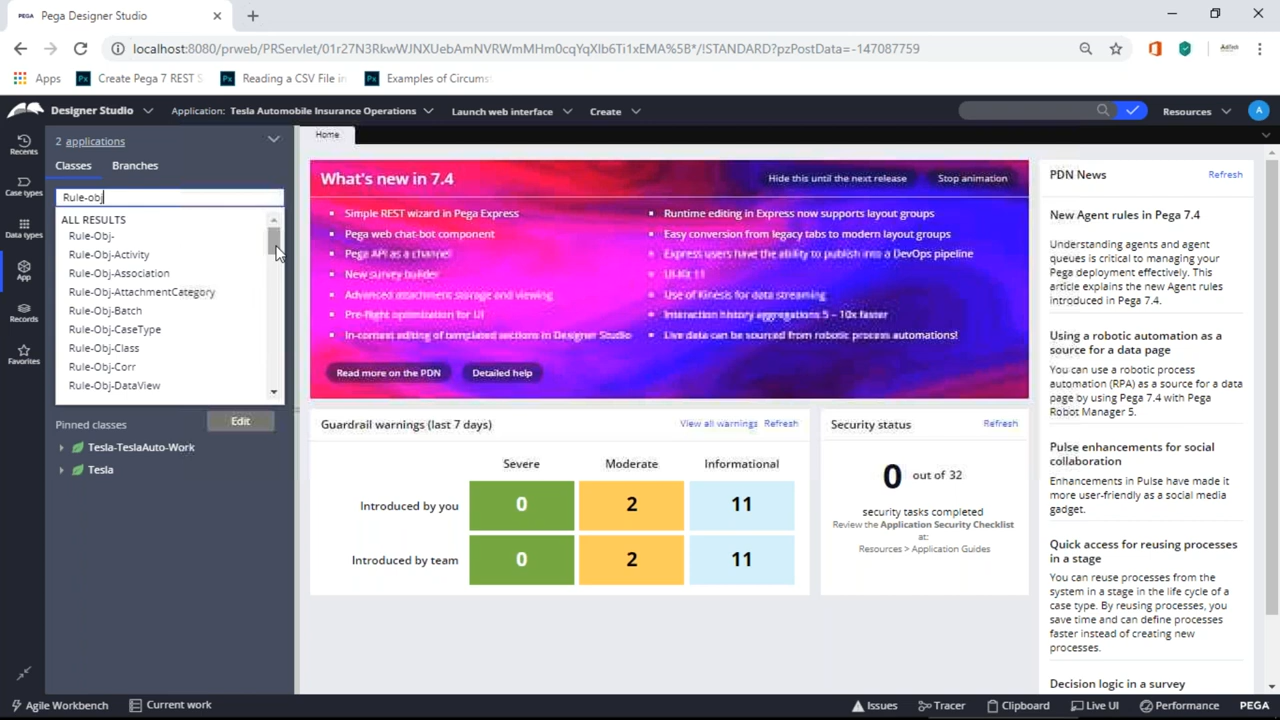 PEGA Pega Designer Studio
localhost:8080/prweb/PRServlet/01r27N3RkwWJNXUebAmNVRWmMHm0cqYqXlb6Ti1xEMA%5B*/!STANDARD?pzPostData=-147087759
Apps Px Create Pega 7 REST S Px Reading a CSV File in Px Examples of Circums
Designer Studio Application: Tesla Automobile Insurance Operations Launch web interface Create Resources A
Recents
Case types
Data types
App
Records
Favorites
2 applications
Classes Branches
Rule-obj
ALL RESULTS
Rule-Obj-
Rule-Obj-Activity
Rule-Obj-Association
Rule-Obj-AttachmentCategory
Rule-Obj-Batch
Rule-Obj-CaseType
Rule-Obj-Class
Rule-Obj-Corr
Rule-Obj-DataView
Pinned classes Edit
Tesla-TeslaAuto-Work
Tesla
Home
What's new in 7.4 Hide this until the next release Stop animation
Simple REST wizard in Pega Express
Pega web chat-bot component
Pega API as a channel
New survey builder
Advanced attachment storage and viewing
Pre-flight optimization for UI
In-context editing of templated sections in Designer Studio
Runtime editing in Express now supports layout groups
Easy conversion from legacy tabs to modern layout groups
Express users have the ability to publish into a DevOps pipeline
UI-Kit 11
Use of Kinesis for data streaming
Interaction history aggregations 5 – 10x faster
Live data can be sourced from robotic process automations!
Read more on the PDN Detailed help
Guardrail warnings (last 7 days) View all warnings Refresh
Severe Moderate Informational
Introduced by you 0 2 11
Introduced by team 0 2 11
Security status Refresh
0 out of 32
security tasks completed
Review the Application Security Checklist
at:
Resources > Application Guides
PDN News Refresh
New Agent rules in Pega 7.4
Understanding agents and agent
queues is critical to managing your
Pega deployment effectively. This
article explains the new Agent rules
introduced in Pega 7.4.
Using a robotic automation as a
source for a data page
You can use a robotic process
automation (RPA) as a source for a data
page by using Pega 7.4 with Pega
Robot Manager 5.
Pulse enhancements for social
collaboration
Enhancements in Pulse have made it
more user-friendly as a social media
gadget.
Quick access for reusing processes
in a stage
You can reuse processes from the
system in a stage in the life cycle of a
case type. By reusing processes, you
save time and can define processes
faster instead of creating new
processes.
Decision logic in a survey
Agile Workbench Current work Issues Tracer Clipboard Live UI Performance PEGA